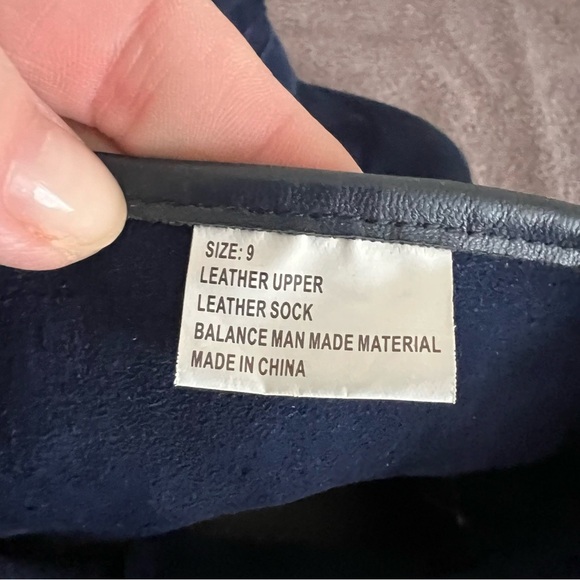 SIZE: 9
LEATHER UPPER
LEATHER SOCK
BALANCE MAN MADE MATERIAL
MADE IN CHINA